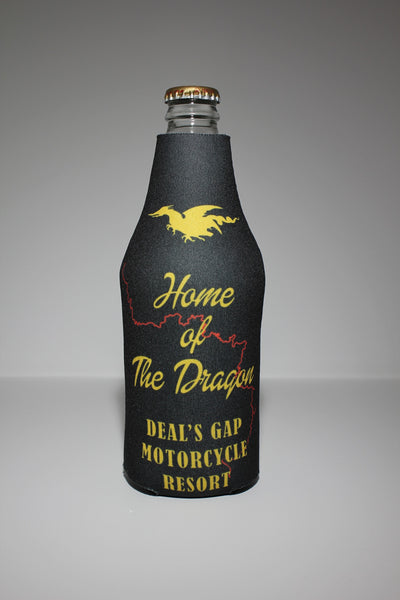 Home
of
The Dragon
DEAL'S GAP
MOTORCYCLE
RESORT